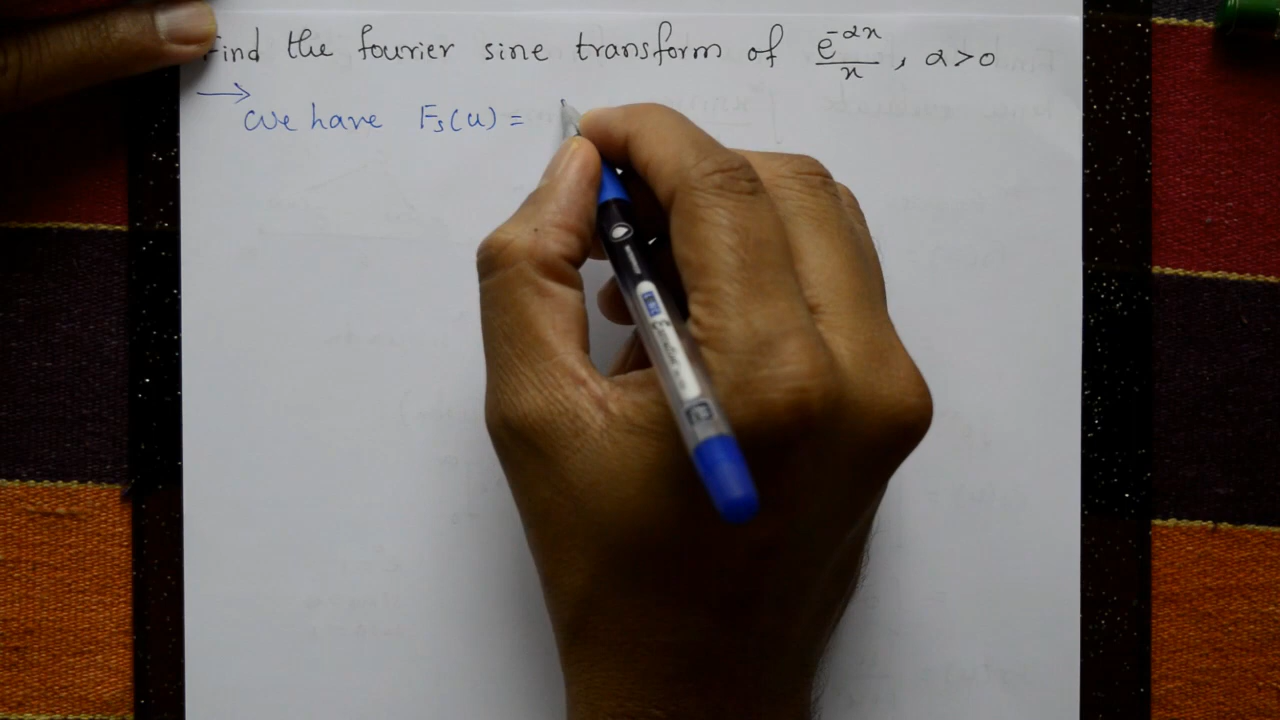 Find the fourier sine transform of e^{-αx}/x, α>0
→
We have F_s(u) =